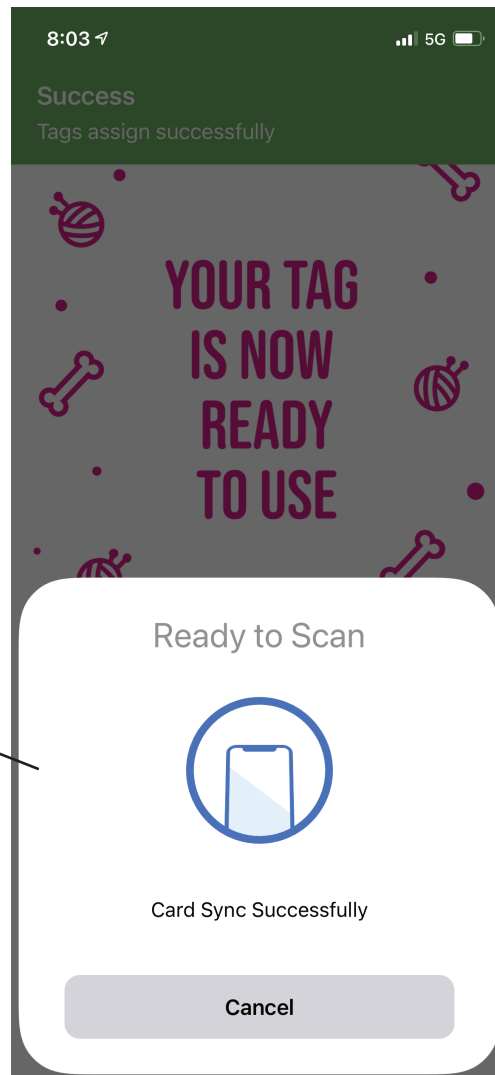 8:03
5G
Success
Tags assign successfully
YOUR TAG
IS NOW
READY
TO USE
Ready to Scan
Card Sync Successfully
Cancel